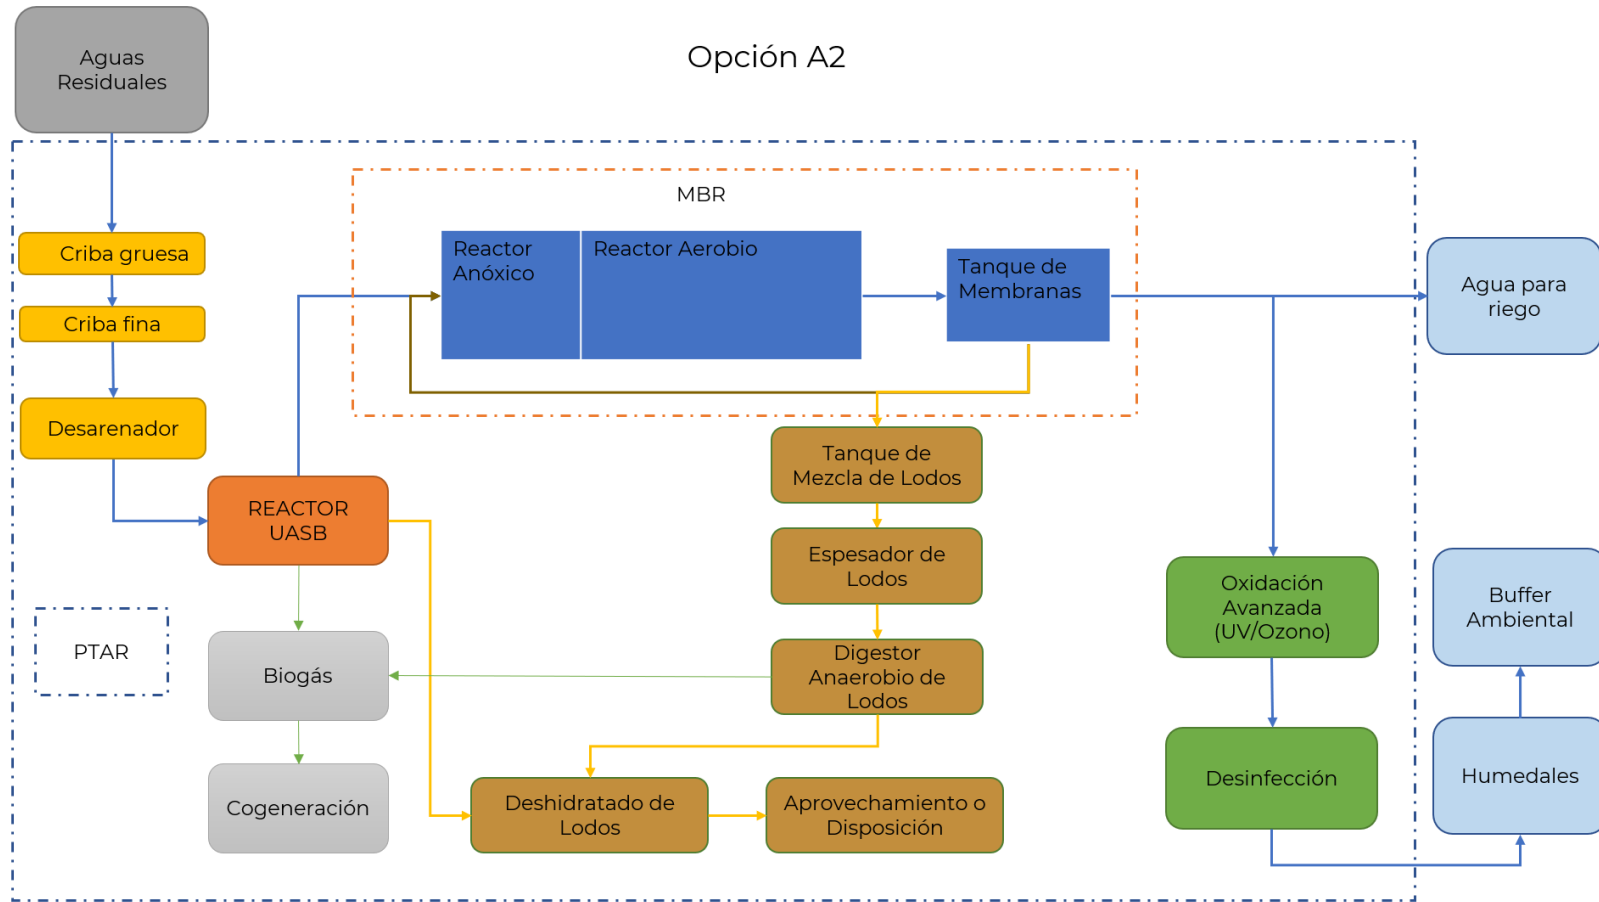 Aguas
Residuales
Opción A2
MBR
Criba gruesa
Criba fina
Desarenador
REACTOR
UASB
Reactor
Anóxico
Reactor Aerobio
Tanque de
Membranas
Agua para
riego
Tanque de
Mezcla de Lodos
Espesador de
Lodos
Digestor
Anaerobio de
Lodos
PTAR
Biogás
Cogeneración
Deshidratado de
Lodos
Aprovechamiento o
Disposición
Oxidación
Avanzada
(UV/Ozono)
Desinfección
Buffer
Ambiental
Humedales